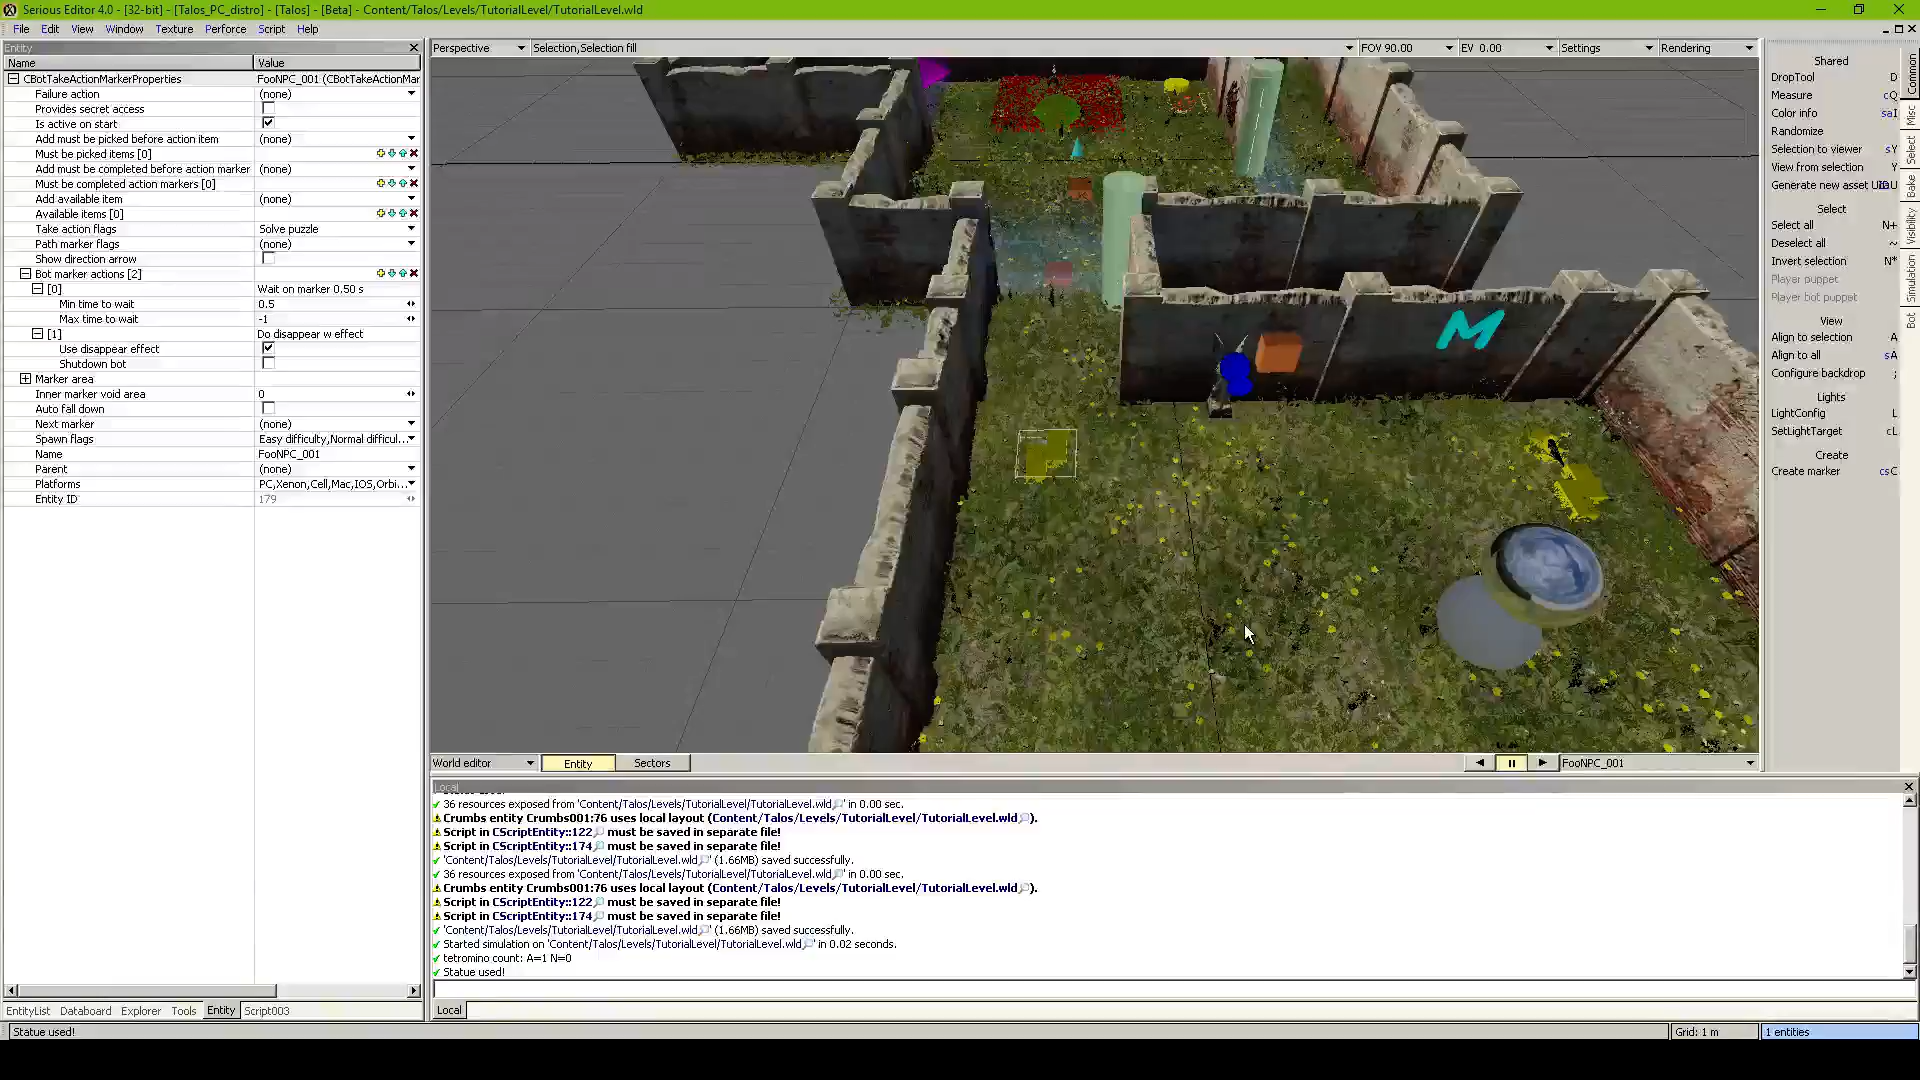 Serious Editor 4.0 - [32-bit] - [Talos_PC_distro] - [Talos] - [Beta] - Content/Talos/Levels/TutorialLevel/TutorialLevel.wld
File Edit View Window Texture Perforce Script Help
Entity
Name Value
CBotTakeActionMarkerProperties FooNPC_001 (CBotTakeActionMar
Failure action (none)
Provides secret access
Is active on start
Add must be picked before action item (none)
Must be picked items [0]
Add must be completed before action marker (none)
Must be completed action markers [0]
Add available item (none)
Available items [0]
Take action flags Solve puzzle
Path marker flags (none)
Show direction arrow
Bot marker actions [2]
[0] Wait on marker 0.50 s
Min time to wait 0.5
Max time to wait -1
[1] Do disappear w effect
Use disappear effect
Shutdown bot
Marker area
Inner marker void area 0
Auto fall down
Next marker (none)
Spawn flags Easy difficulty,Normal difficul...
Name FooNPC_001
Parent (none)
Platforms PC,Xenon,Cell,Mac,IOS,Orbi...
Entity ID 179
EntityList Databoard Explorer Tools Entity Script003
Perspective Selection,Selection fill FOV 90.00 EV 0.00 Settings Rendering
M
World editor Entity Sectors FooNPC_001
Local
36 resources exposed from 'Content/Talos/Levels/TutorialLevel/TutorialLevel.wld' in 0.00 sec.
Crumbs entity Crumbs001:76 uses local layout (Content/Talos/Levels/TutorialLevel/TutorialLevel.wld).
Script in CScriptEntity::122 must be saved in separate file!
Script in CScriptEntity::174 must be saved in separate file!
'Content/Talos/Levels/TutorialLevel/TutorialLevel.wld' (1.66MB) saved successfully.
36 resources exposed from 'Content/Talos/Levels/TutorialLevel/TutorialLevel.wld' in 0.00 sec.
Crumbs entity Crumbs001:76 uses local layout (Content/Talos/Levels/TutorialLevel/TutorialLevel.wld).
Script in CScriptEntity::122 must be saved in separate file!
Script in CScriptEntity::174 must be saved in separate file!
'Content/Talos/Levels/TutorialLevel/TutorialLevel.wld' (1.66MB) saved successfully.
Started simulation on 'Content/Talos/Levels/TutorialLevel/TutorialLevel.wld' in 0.02 seconds.
tetromino count: A=1 N=0
Statue used!
Local
Shared
DropTool D
Measure cQ
Color info saI
Randomize
Selection to viewer sY
View from selection Y
Generate new asset
Select
Select all N+
Deselect all ~
Invert selection N*
Player puppet
Player bot puppet
View
Align to selection A
Align to all sA
Configure backdrop ;
Lights
LightConfig L
SetLightTarget cL
Create
Create marker csC
Common
Misc
Select
Bake
Visibility
Simulation
Bot
Statue used! Grid: 1 m 1 entities